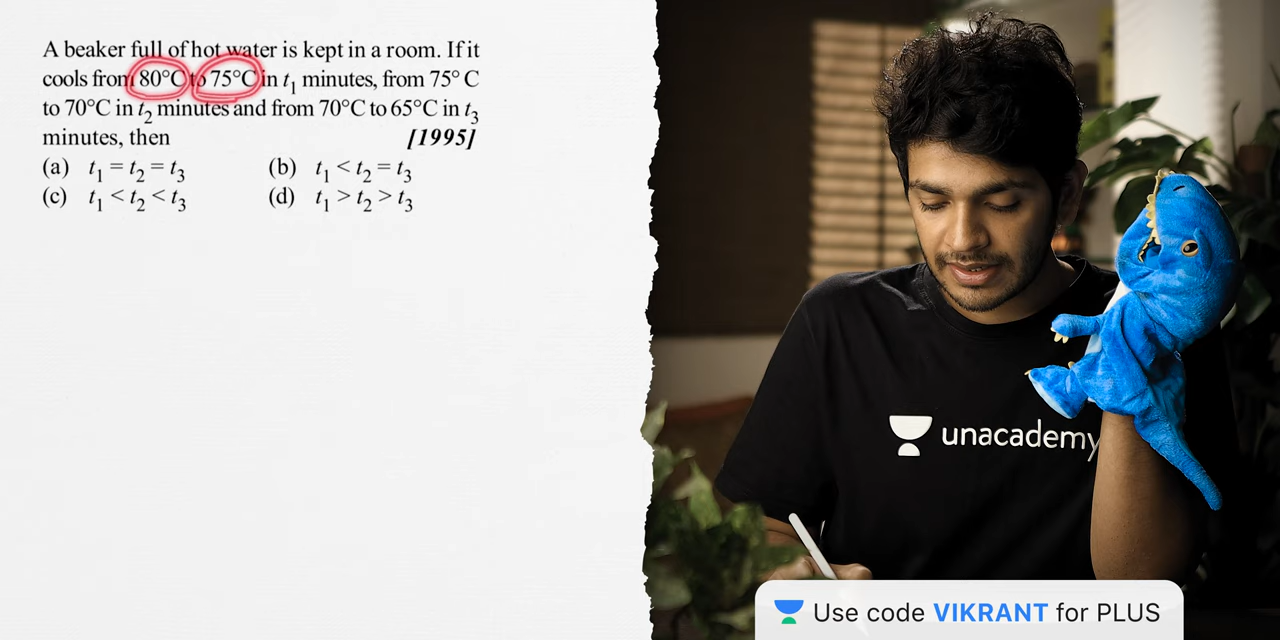 A beaker full of hot water is kept in a room. If it
cools from 80°C to 75°C in t₁ minutes, from 75° C
to 70°C in t₂ minutes and from 70°C to 65°C in t₃
minutes, then [1995]
(a) t₁ = t₂ = t₃ (b) t₁ < t₂ = t₃
(c) t₁ < t₂ < t₃ (d) t₁ > t₂ > t₃
unacademy
Use code VIKRANT for PLUS